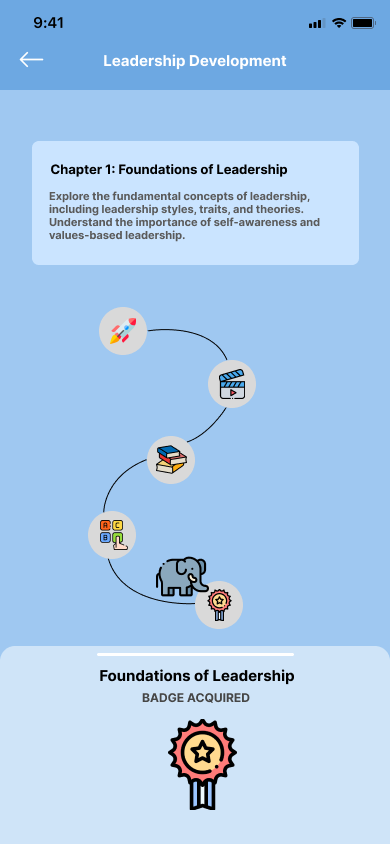 9:41
Leadership Development
Chapter 1: Foundations of Leadership
Explore the fundamental concepts of leadership,
including leadership styles, traits, and theories.
Understand the importance of self-awareness and
values-based leadership.
A C
B
Foundations of Leadership
BADGE ACQUIRED